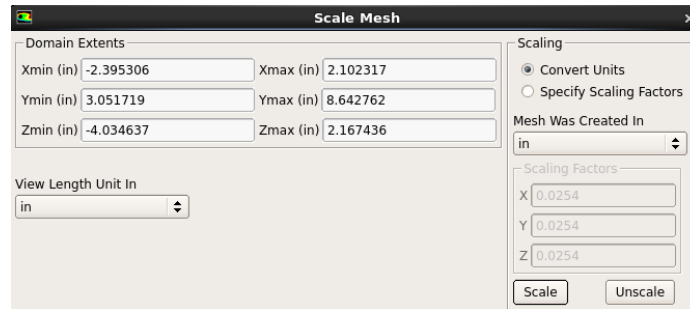 Scale Mesh
Domain Extents
Xmin (in) -2.395306 Xmax (in) 2.102317
Ymin (in) 3.051719 Ymax (in) 8.642762
Zmin (in) -4.034637 Zmax (in) 2.167436
View Length Unit In
in
Scaling
Convert Units
Specify Scaling Factors
Mesh Was Created In
in
Scaling Factors
X 0.0254
Y 0.0254
Z 0.0254
Scale Unscale